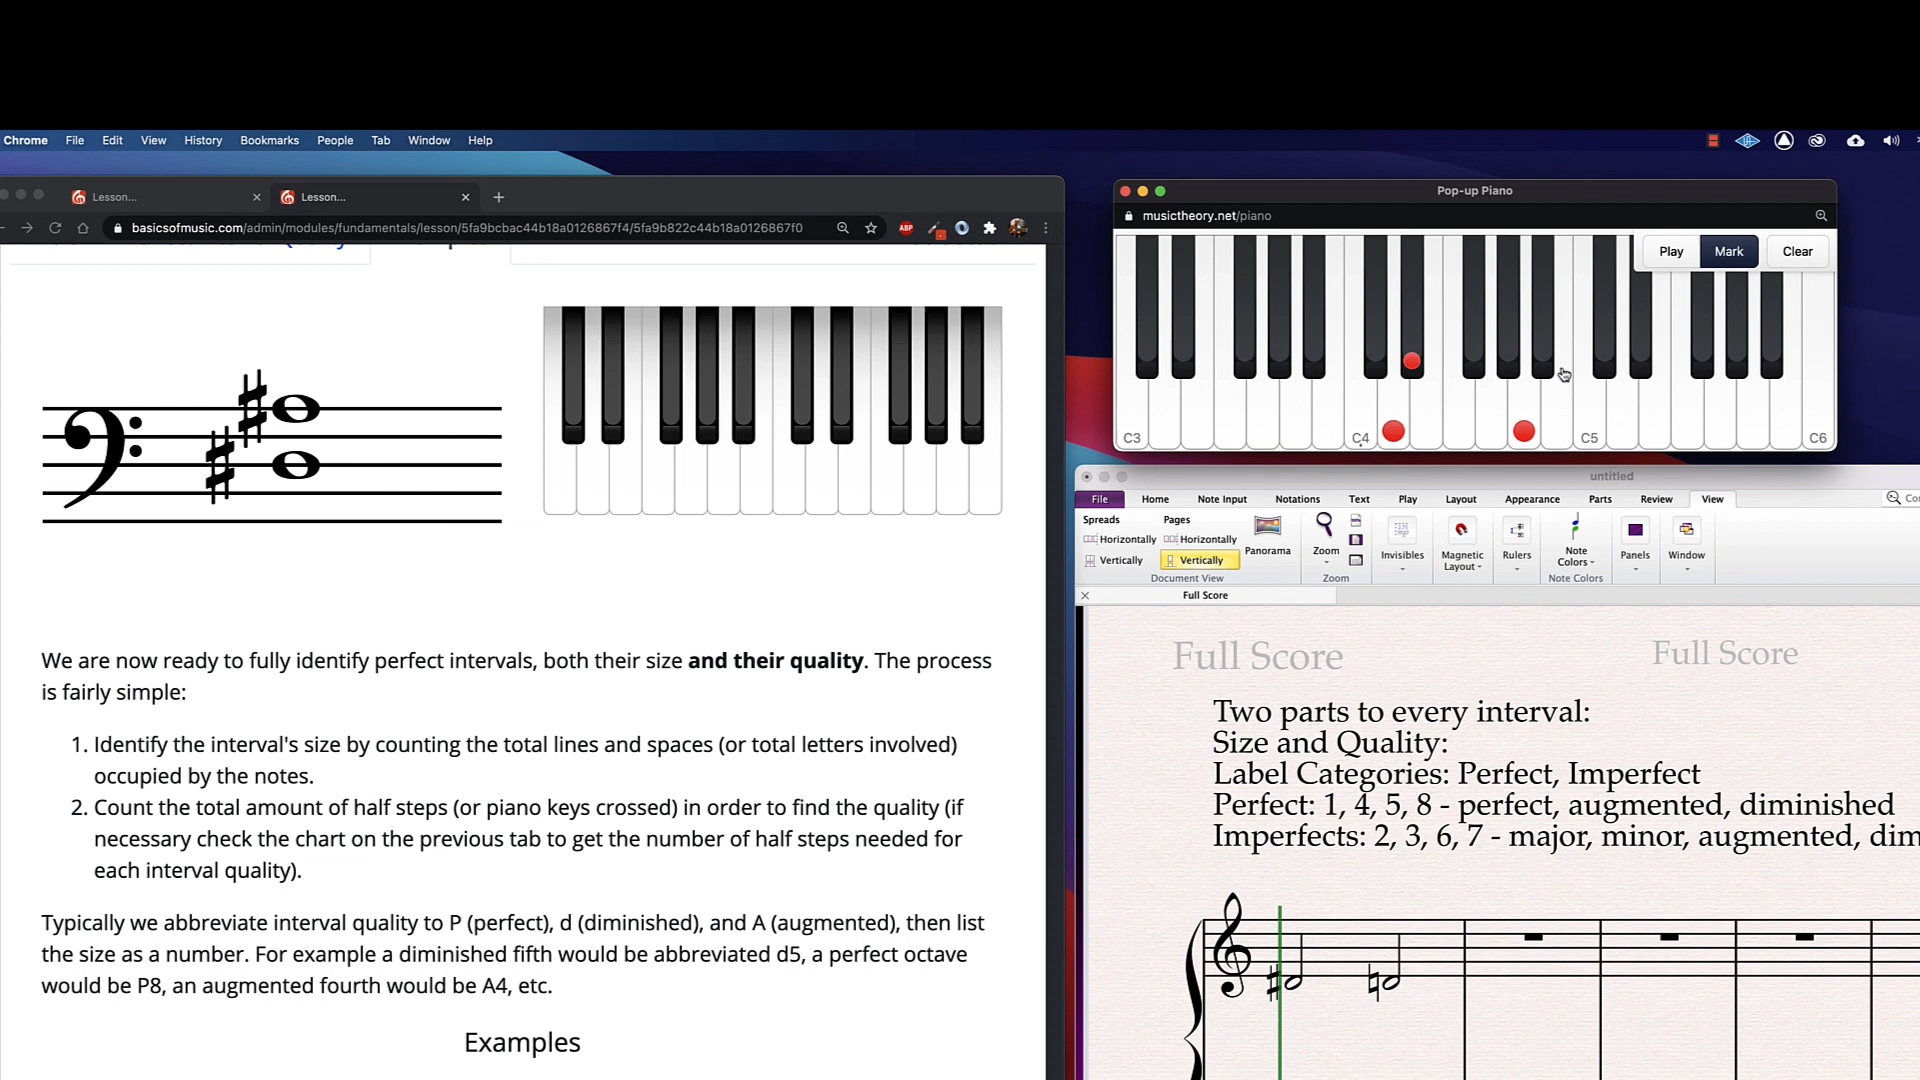 Chrome File Edit View History Bookmarks People Tab Window Help
Lesson... Lesson...
basicsofmusic.com/admin/modules/fundamentals/lesson/5fa9bcbac44b18a0126867f4/5fa9b822c44b18a0126867f0
ABP
We are now ready to fully identify perfect intervals, both their size and their quality. The process
is fairly simple:
1. Identify the interval's size by counting the total lines and spaces (or total letters involved)
occupied by the notes.
2. Count the total amount of half steps (or piano keys crossed) in order to find the quality (if
necessary check the chart on the previous tab to get the number of half steps needed for
each interval quality).
Typically we abbreviate interval quality to P (perfect), d (diminished), and A (augmented), then list
the size as a number. For example a diminished fifth would be abbreviated d5, a perfect octave
would be P8, an augmented fourth would be A4, etc.
Examples
Pop-up Piano
musictheory.net/piano
Play Mark Clear
C3 C4 C5 C6
untitled
File Home Note Input Notations Text Play Layout Appearance Parts Review View Co
Spreads Pages
Horizontally Horizontally
Vertically Vertically
Panorama
Document View
Zoom
Zoom
Invisibles
Magnetic
Layout
Rulers
Note
Colors
Note Colors
Panels
Window
Full Score
Full Score Full Score
Two parts to every interval:
Size and Quality:
Label Categories: Perfect, Imperfect
Perfect: 1, 4, 5, 8 - perfect, augmented, diminished
Imperfects: 2, 3, 6, 7 - major, minor, augmented, dim